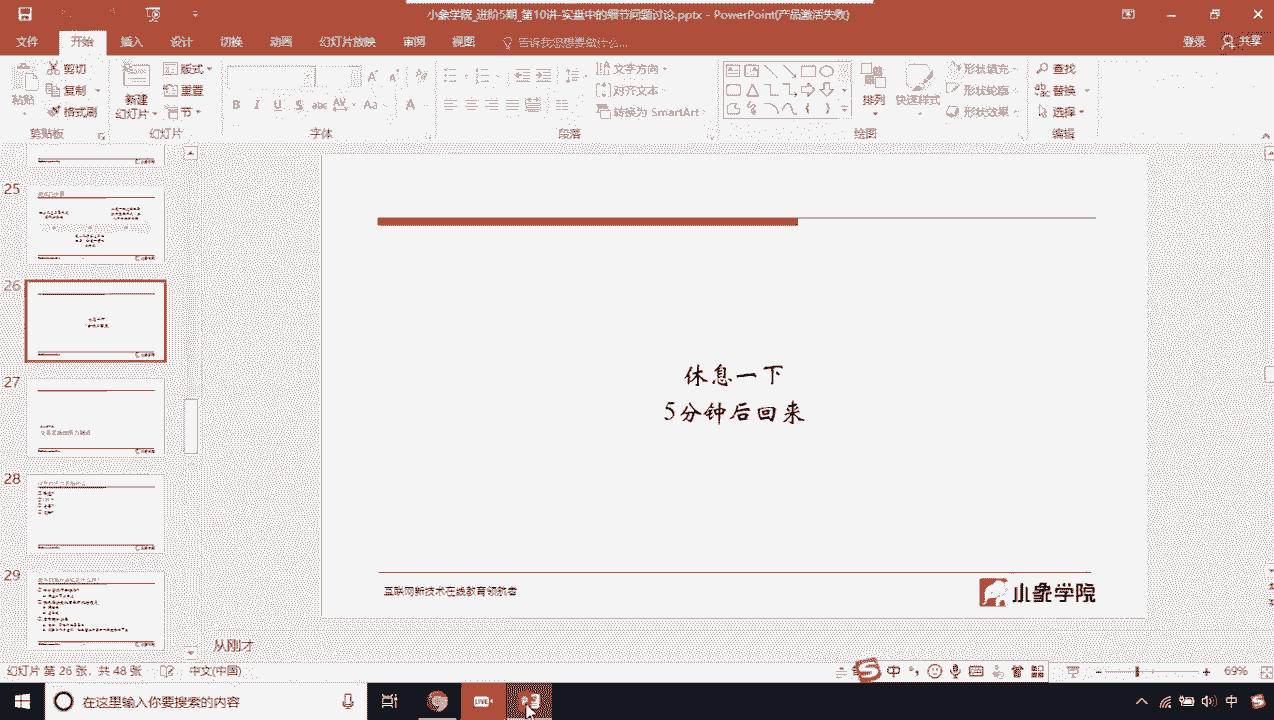 小象学院_进阶5期_第10讲-实盘中的细节问题讨论.pptx - PowerPoint(产品激活失败)
文件 开始 插入 设计 切换 动画 幻灯片放映 审阅 视图 告诉我您想要做什么... 登录 共享
粘贴 剪切 复制 格式刷 剪贴板
新建 幻灯片 版式 重置 节 幻灯片
B I U S abc AV Aa A 字体
文字方向 对齐文本 转换为 SmartArt 段落
排列 快速样式 形状填充 形状轮廓 形状效果 绘图
查找 替换 选择 编辑
25
26
27
28
29
休息一下
5分钟后回来
互联网新技术在线教育领航者
小象学院
从刚才
幻灯片 第 26 张，共 48 张 中文(中国) 中 69%
在这里输入你要搜索的内容 LIVE 中